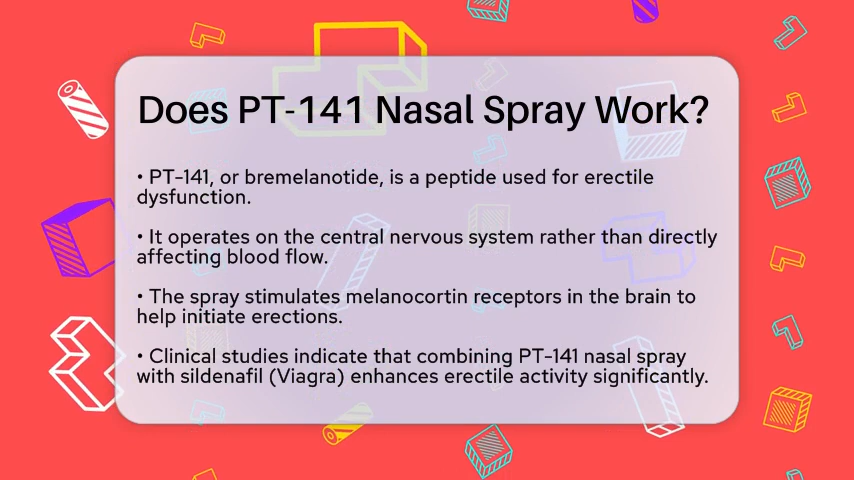 Does PT-141 Nasal Spray Work?
• PT-141, or bremelanotide, is a peptide used for erectile
dysfunction.
• It operates on the central nervous system rather than directly
affecting blood flow.
• The spray stimulates melanocortin receptors in the brain to
help initiate erections.
• Clinical studies indicate that combining PT-141 nasal spray
with sildenafil (Viagra) enhances erectile activity significantly.